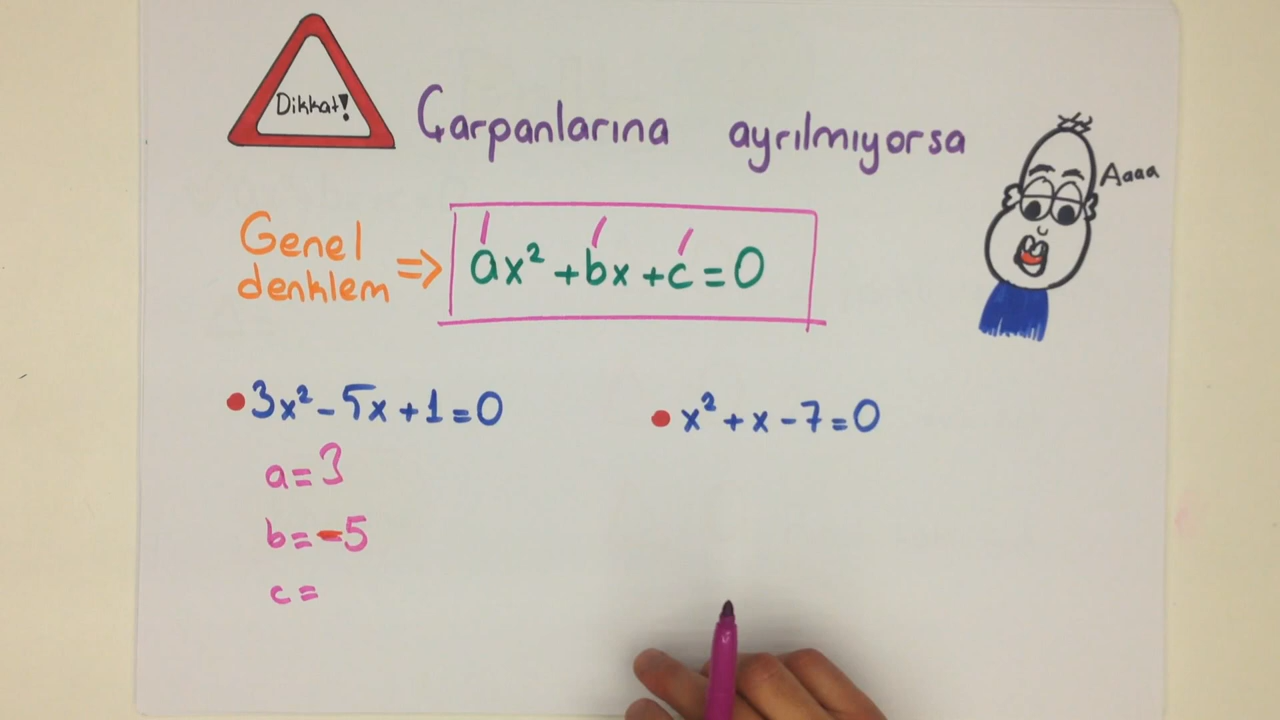 Dikkat!
Çarpanlarına ayrılmıyorsa
Aaaa
Genel
denklem
⇒ ax² + bx + c = 0
• 3x² - 5x + 1 = 0
• x² + x - 7 = 0
a = 3
b = -5
c =